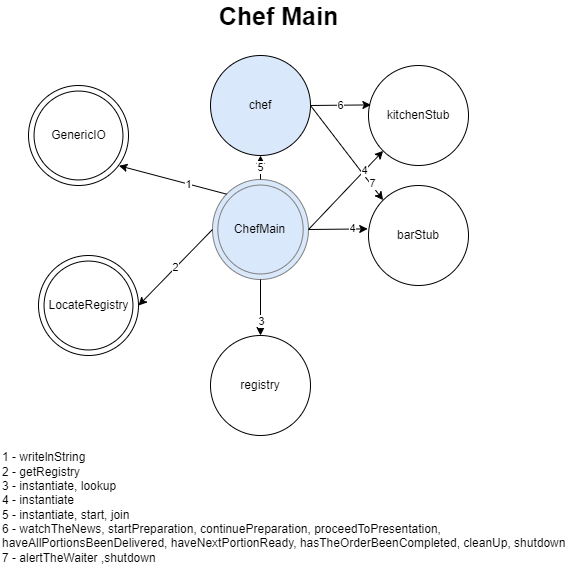 Chef Main
chef
6
kitchenStub
GenericIO
5
4
1
7
ChefMain
4
barStub
2
LocateRegistry
3
registry
1 - writeInString
2 - getRegistry
3 - instantiate, lookup
4 - instantiate
5 - instantiate, start, join
6 - watchTheNews, startPreparation, continuePreparation, proceedToPresentation,
haveAllPortionsBeenDelivered, haveNextPortionReady, hasTheOrderBeenCompleted, cleanUp, shutdown
7 - alertTheWaiter ,shutdown